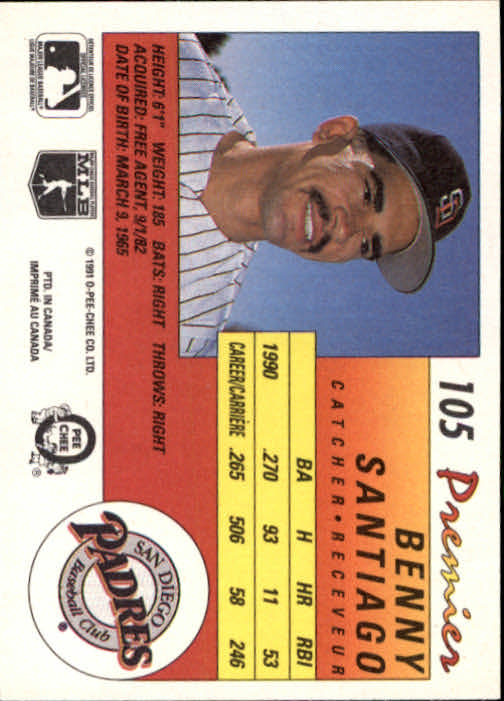 105 Premier
BENNY
SANTIAGO
CATCHER • RECEVEUR
BA H HR RBI
1990 .270 93 11 53
CAREER/CARRIÈRE .265 506 58 246
SD
HEIGHT: 6'1" WEIGHT: 185 BATS: RIGHT THROWS: RIGHT
ACQUIRED: FREE AGENT, 9/1/82
DATE OF BIRTH: MARCH 9, 1965
SAN DIEGO
PADRES
Baseball Club
®
MLB
© 1991 O-PEE-CHEE CO. LTD.
PTD. IN CANADA/
IMPRIMÉ AU CANADA
O
PEE
CHEE
®